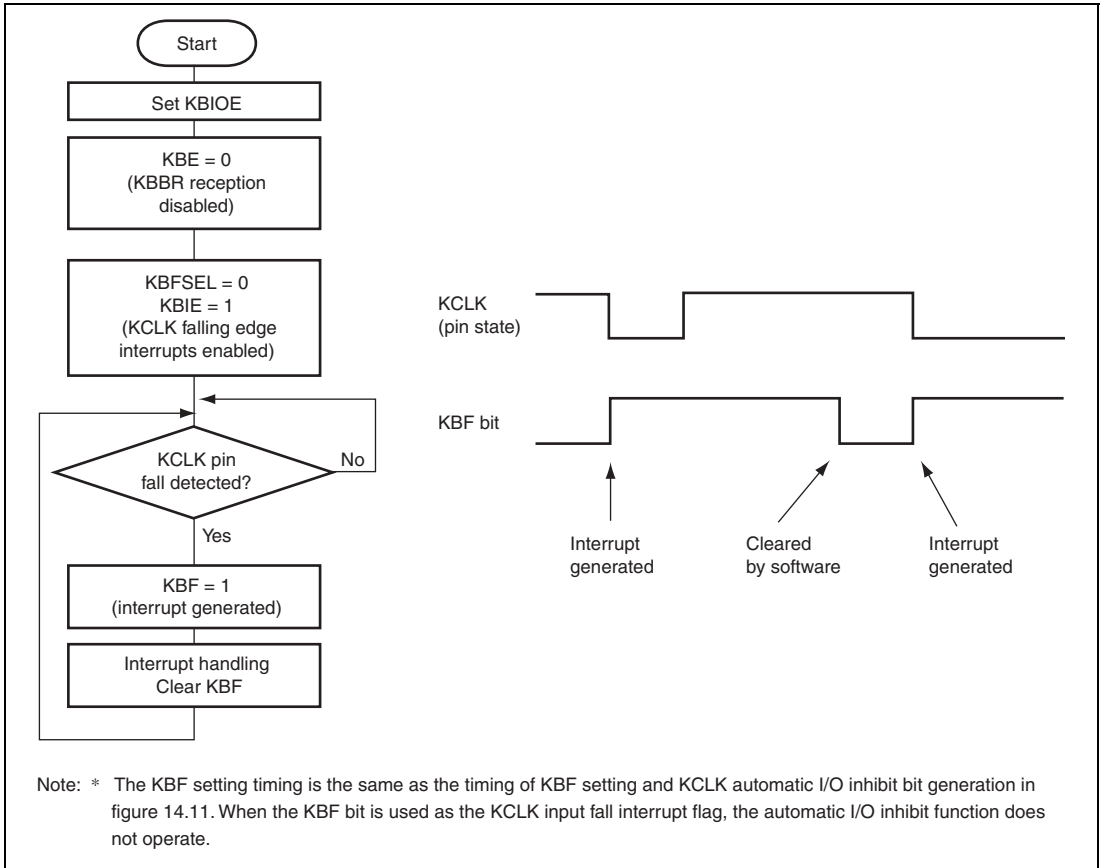 Start
Set KBIOE
KBE = 0
(KBBR reception
disabled)
KBFSEL = 0
KBIE = 1
(KCLK falling edge
interrupts enabled)
KCLK pin
fall detected?
No
Yes
KBF = 1
(interrupt generated)
Interrupt handling
Clear KBF
KCLK
(pin state)
KBF bit
Interrupt
generated
Cleared
by software
Interrupt
generated
Note: * The KBF setting timing is the same as the timing of KBF setting and KCLK automatic I/O inhibit bit generation in
figure 14.11. When the KBF bit is used as the KCLK input fall interrupt flag, the automatic I/O inhibit function does
not operate.